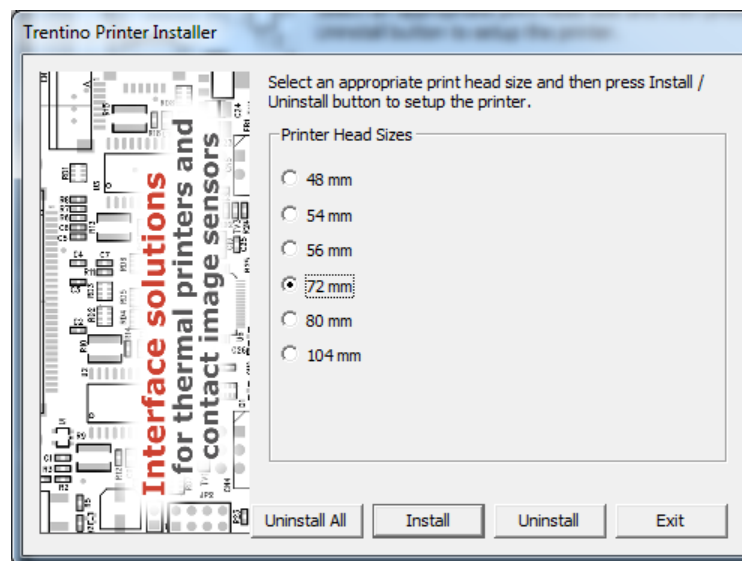 Trentino Printer Installer
Select an appropriate print head size and then press Install /
Uninstall button to setup the printer.
Printer Head Sizes
48 mm
54 mm
56 mm
72 mm
80 mm
104 mm
Interface solutions
for thermal printers and
contact image sensors
Uninstall All
Install
Uninstall
Exit